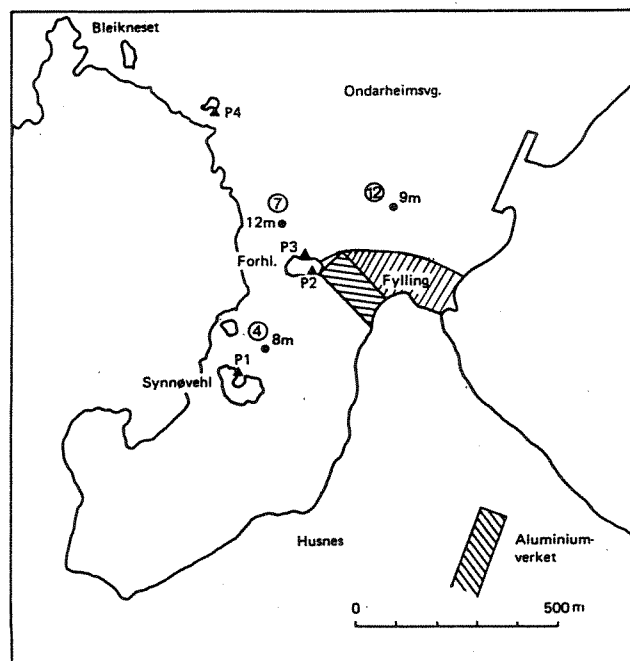 Bleikneset
P4
Ondarheimsvg.
7
12
12m
9m
P3
Forhl.
P2
Fylling
4
8m
P1
Synnøvehl
Husnes
Aluminium-
verket
0
500 m